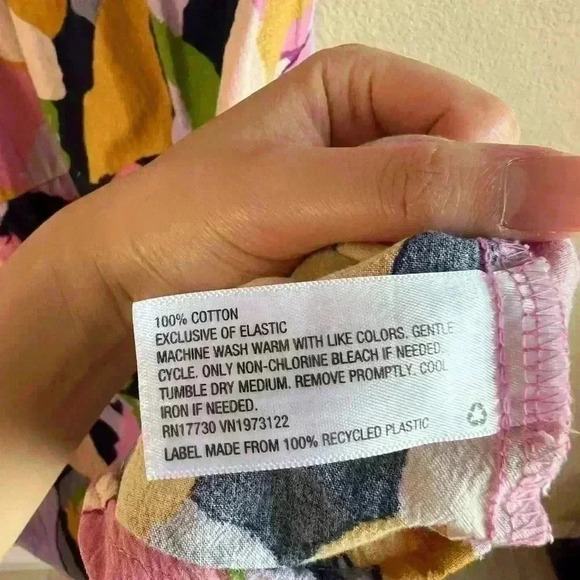 100% COTTON
EXCLUSIVE OF ELASTIC
MACHINE WASH WARM WITH LIKE COLORS. GENTLE
CYCLE. ONLY NON-CHLORINE BLEACH IF NEEDED.
TUMBLE DRY MEDIUM. REMOVE PROMPTLY. COOL
IRON IF NEEDED.
RN17730 VN1973122
LABEL MADE FROM 100% RECYCLED PLASTIC